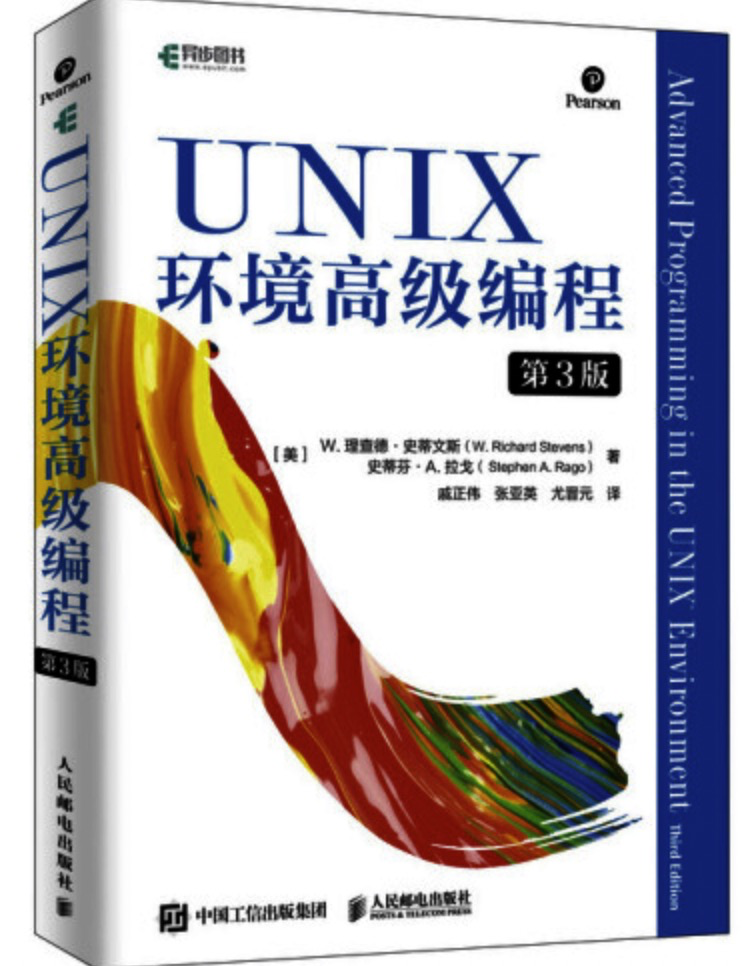 Pearson
UNIX环境高级编程
第3版
人民邮电出版社
异步图书
www.epubit.com
Pearson
UNIX
环境高级编程
第3版
[美] W. 理查德·史蒂文斯(W. Richard Stevens) 著
史蒂芬·A. 拉戈(Stephen A. Rago)
戚正伟 张亚英 尤晋元 译
中国工信出版集团
人民邮电出版社
POSTS & TELECOM PRESS
Advanced Programming in the UNIX Environment Third Edition